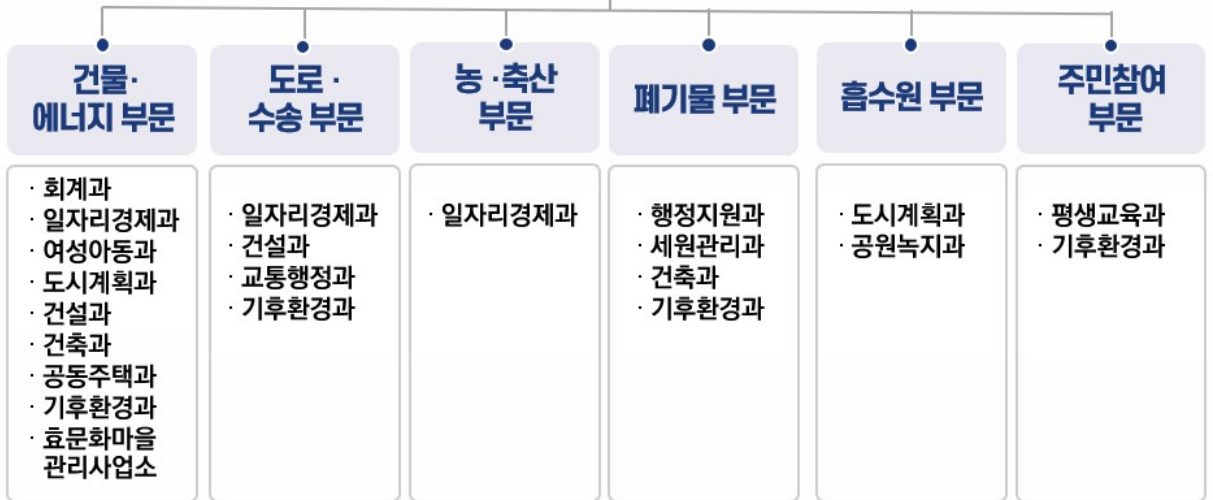 건물·
에너지 부문
· 회계과
· 일자리경제과
· 여성아동과
· 도시계획과
· 건설과
· 건축과
· 공동주택과
· 기후환경과
· 효문화마을
관리사업소
도로 ·
수송 부문
· 일자리경제과
· 건설과
· 교통행정과
· 기후환경과
농 ·축산
부문
· 일자리경제과
폐기물 부문
· 행정지원과
· 세원관리과
· 건축과
· 기후환경과
흡수원 부문
· 도시계획과
· 공원녹지과
주민참여
부문
· 평생교육과
· 기후환경과